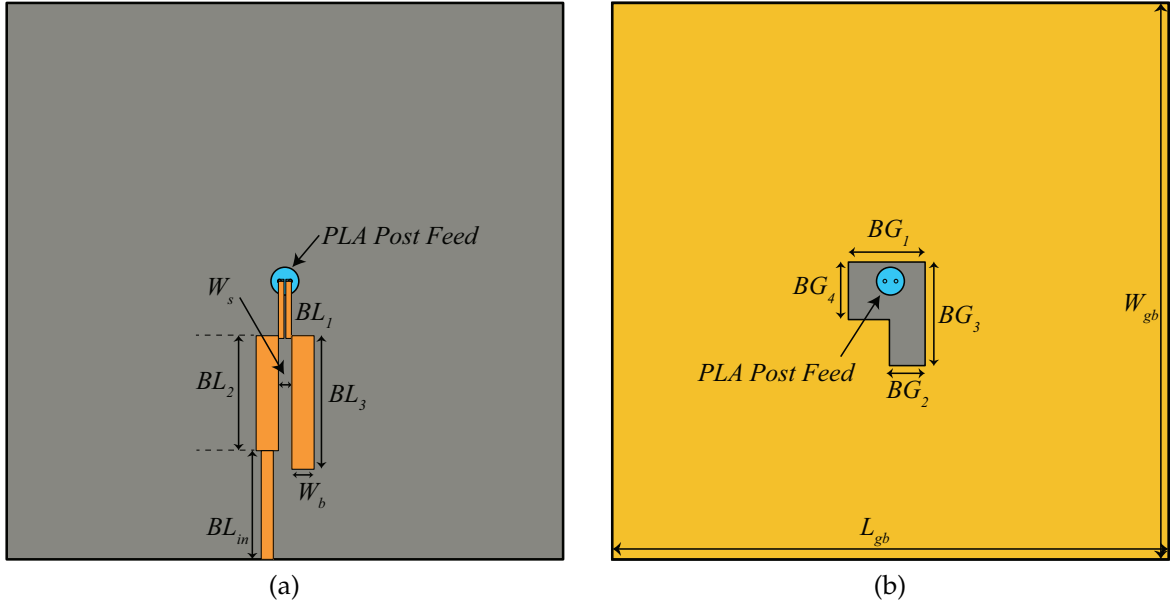 PLA Post Feed
W_s
BL_1
BL_2
BL_3
W_b
BL_in
(a)
BG_1
BG_4
BG_3
W_gb
PLA Post Feed
BG_2
L_gb
(b)